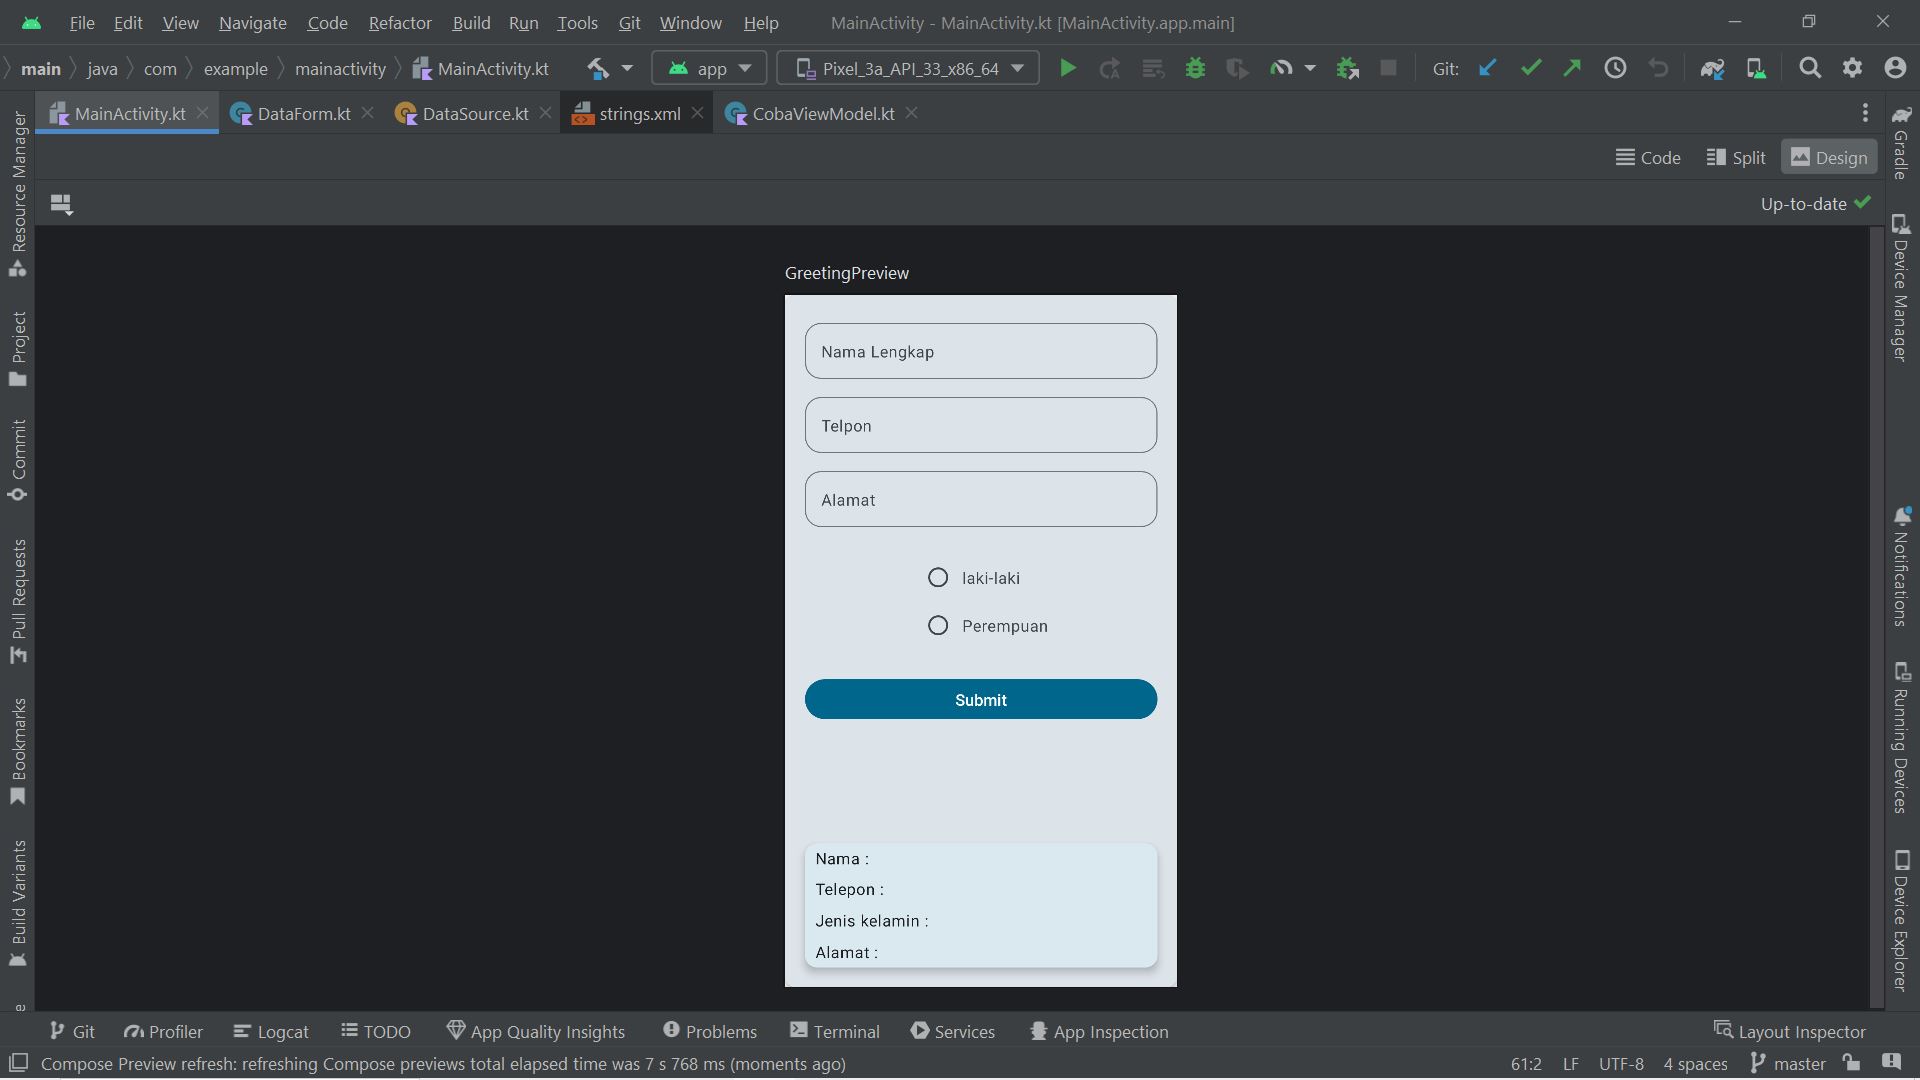 File Edit View Navigate Code Refactor Build Run Tools Git Window Help MainActivity - MainActivity.kt [MainActivity.app.main]
main java com example mainactivity MainActivity.kt app Pixel_3a_API_33_x86_64 Git:
MainActivity.kt DataForm.kt DataSource.kt strings.xml CobaViewModel.kt
Code Split Design
Up-to-date
Resource Manager
Project
Commit
Pull Requests
Bookmarks
Build Variants
GreetingPreview
Nama Lengkap
Telpon
Alamat
laki-laki
Perempuan
Submit
Nama :
Telepon :
Jenis kelamin :
Alamat :
Gradle
Device Manager
Notifications
Running Devices
Device Explorer
Git Profiler Logcat TODO App Quality Insights Problems Terminal Services App Inspection Layout Inspector
Compose Preview refresh: refreshing Compose previews total elapsed time was 7 s 768 ms (moments ago) 61:2 LF UTF-8 4 spaces master